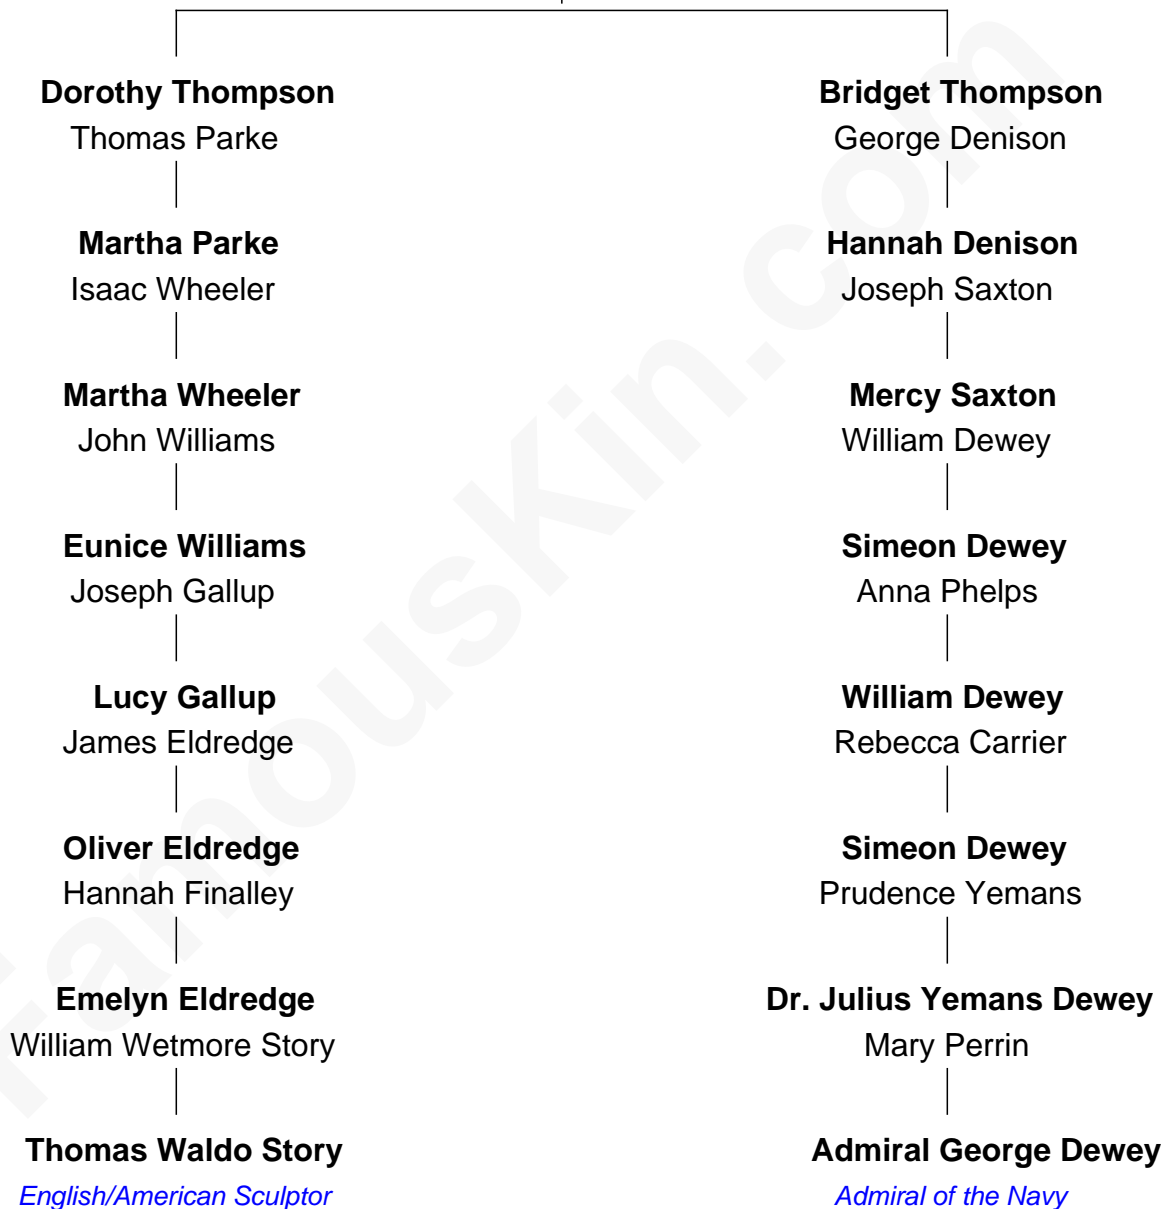 Dorothy Thompson
Thomas Parke
Martha Parke
Isaac Wheeler
Martha Wheeler
John Williams
Eunice Williams
Joseph Gallup
Lucy Gallup
James Eldredge
Oliver Eldredge
Hannah Finalley
Emelyn Eldredge
William Wetmore Story
Thomas Waldo Story
English/American Sculptor
Bridget Thompson
George Denison
Hannah Denison
Joseph Saxton
Mercy Saxton
William Dewey
Simeon Dewey
Anna Phelps
William Dewey
Rebecca Carrier
Simeon Dewey
Prudence Yemans
Dr. Julius Yemans Dewey
Mary Perrin
Admiral George Dewey
Admiral of the Navy
FamousKin.com